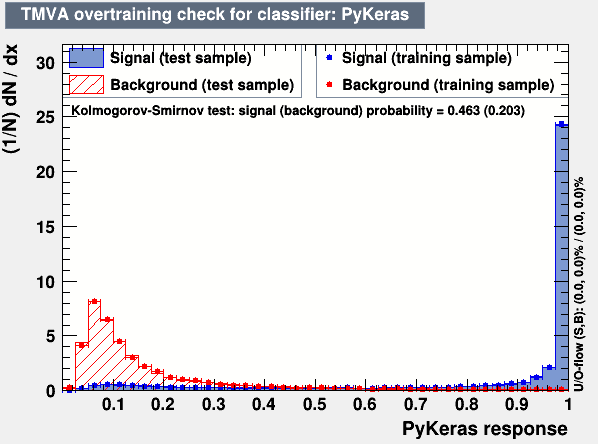 TMVA overtraining check for classifier: PyKeras
Signal (test sample)
Background (test sample)
Signal (training sample)
Background (training sample)
Kolmogorov-Smirnov test: signal (background) probability = 0.463 (0.203)
(1/N) dN / dx
30
25
20
15
10
5
0
0.1 0.2 0.3 0.4 0.5 0.6 0.7 0.8 0.9 1
PyKeras response
U/O-flow (S,B): (0.0, 0.0)% / (0.0, 0.0)%